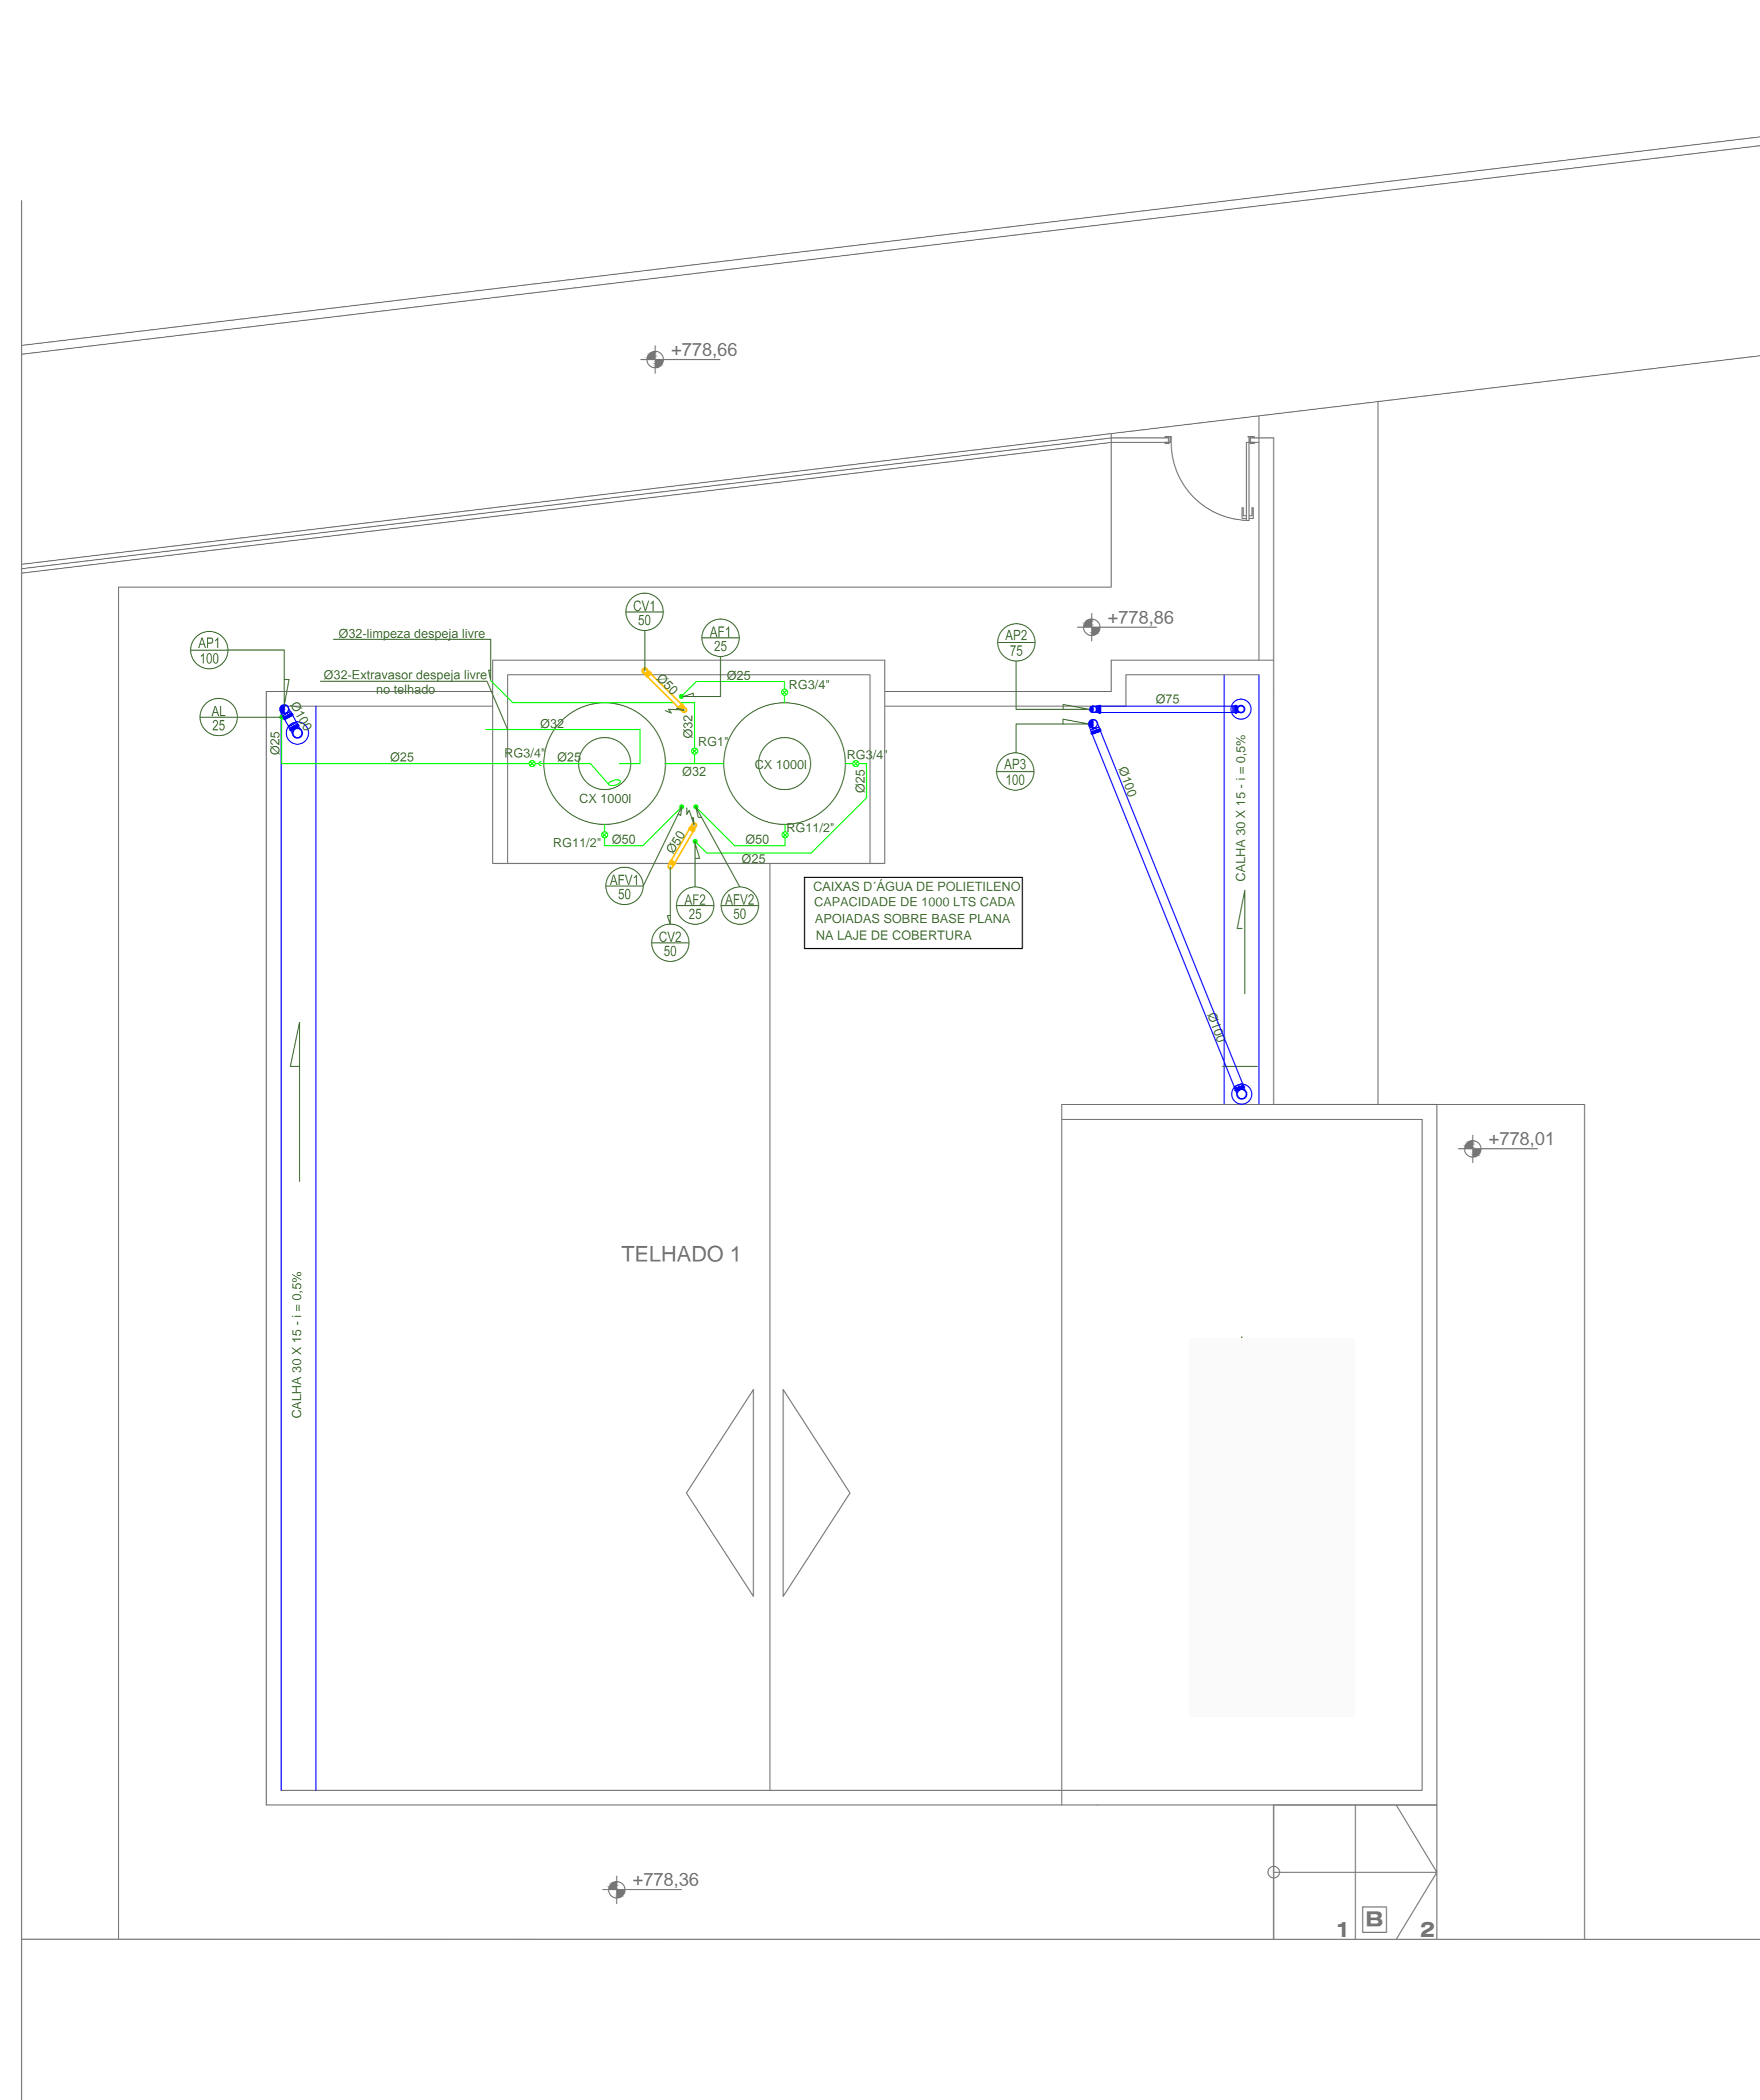 +778,66
+778,86
CV1
50
AF1
25
AP1
100
AP2
75
Ø32-limpeza despeja livre
Ø32-Extravasor despeja livre
no telhado
Ø50
Ø25
RG3/4"
AL
25
Ø100
Ø25
Ø75
Ø32
Ø32
RG1"
RG3/4"
Ø25
Ø25
Ø32
CX 1000l
CX 1000l
RG3/4"
Ø25
AP3
100
Ø100
CALHA 30 X 15 - i = 0,5%
RG11/2"
Ø50
Ø50
Ø50
RG11/2"
Ø25
AFV1
50
AF2
25
AFV2
50
CV2
50
CAIXAS D´ÁGUA DE POLIETILENO
CAPACIDADE DE 1000 LTS CADA
APOIADAS SOBRE BASE PLANA
NA LAJE DE COBERTURA
Ø100
+778,01
TELHADO 1
CALHA 30 X 15 - i = 0,5%
+778,36
1
B
2